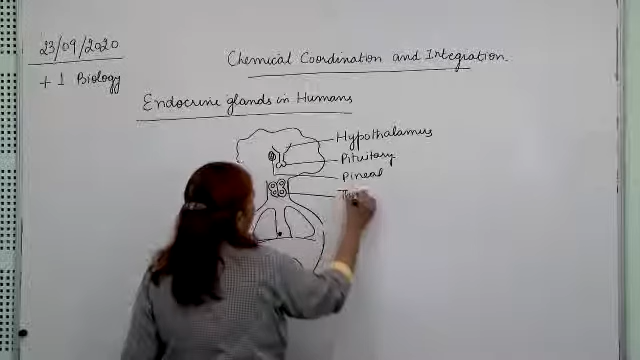 23/09/2020
+1 Biology
Chemical Coordination and Integration.
Endocrine glands in Humans
Hypothalamus
Pituitary
Pineal